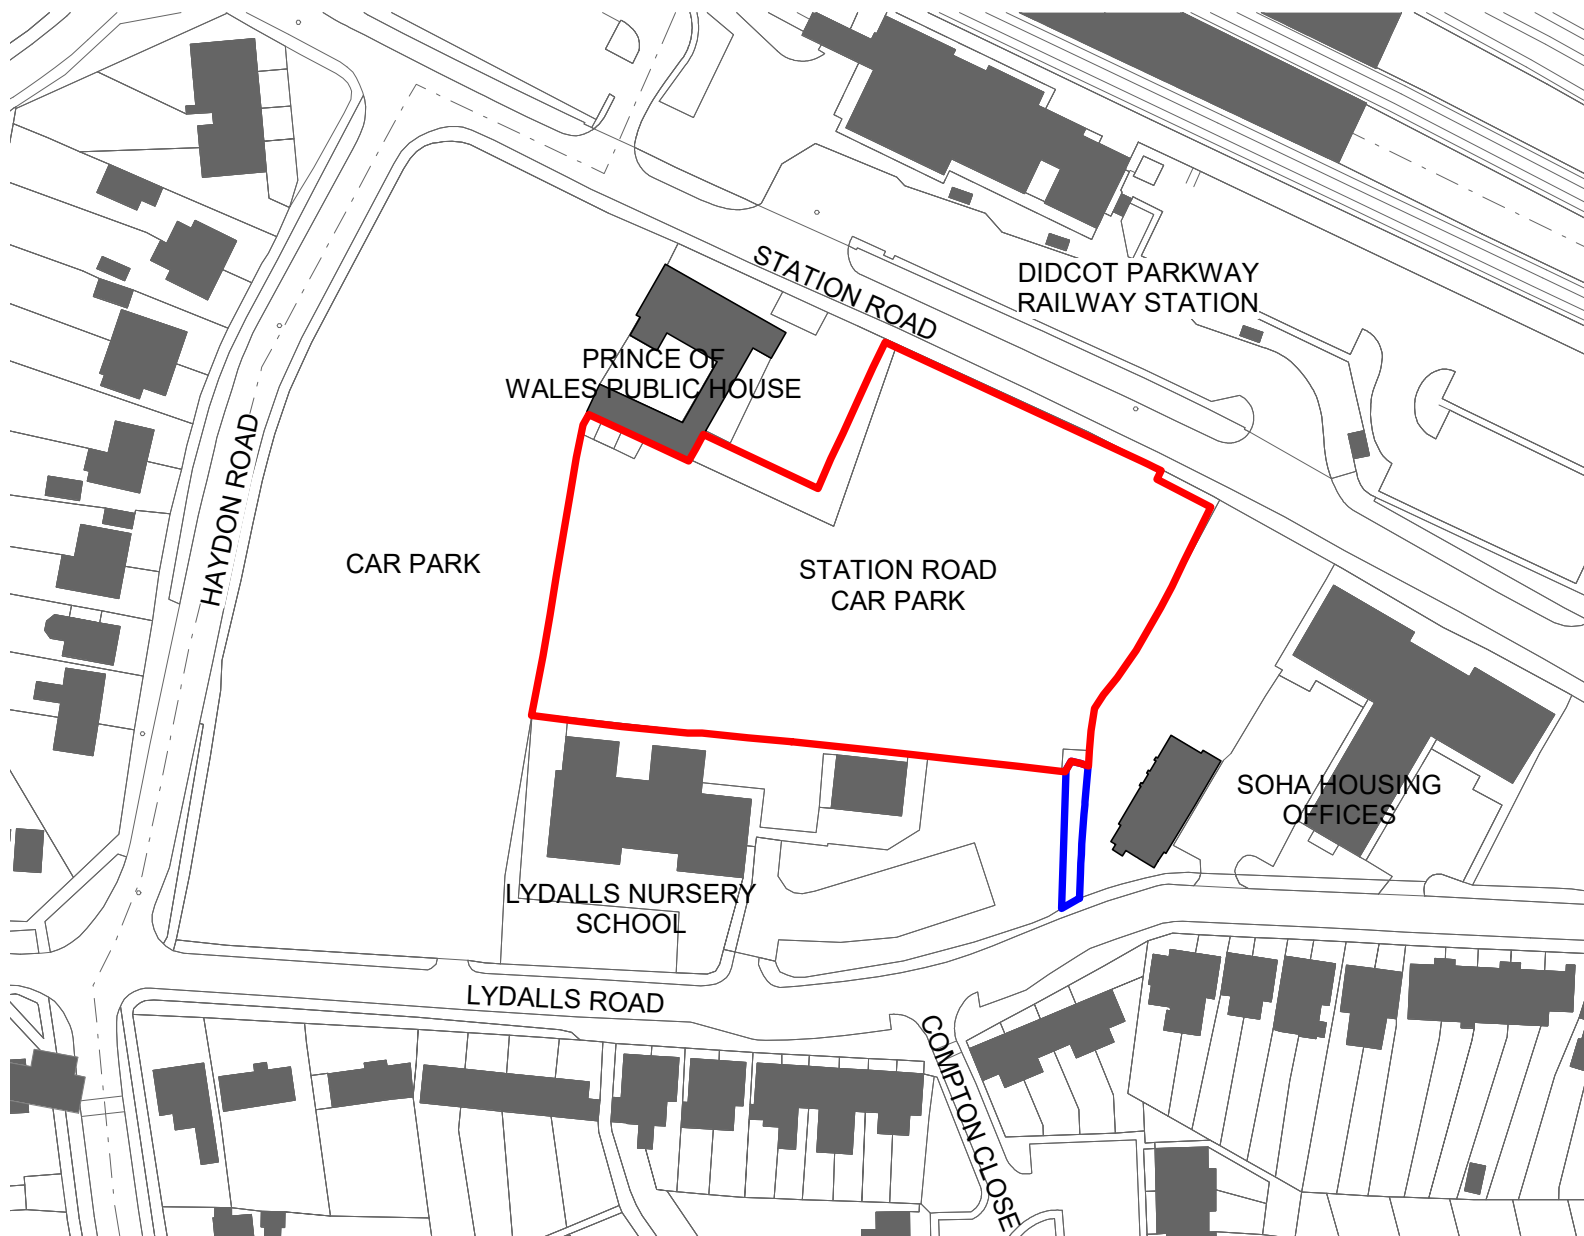 STATION ROAD
DIDCOT PARKWAY
RAILWAY STATION
PRINCE OF
WALES PUBLIC HOUSE
HAYDON ROAD
CAR PARK
STATION ROAD
CAR PARK
SOHA HOUSING
OFFICES
LYDALLS NURSERY
SCHOOL
LYDALLS ROAD
COMPTON CLOSE